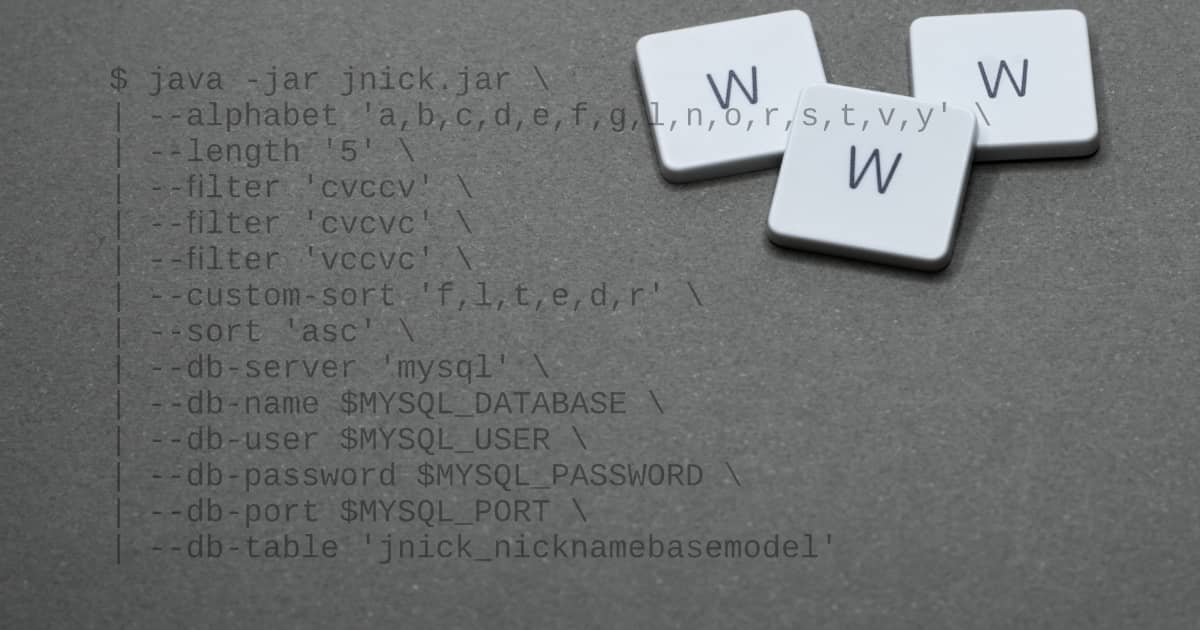 $ java -jar jnick.jar \
| --alphabet 'a,b,c,d,e,f,g,l,n,o,r,s,t,v,y' \
| --length '5' \
| --filter 'cvccv' \
| --filter 'cvcvc' \
| --filter 'vccvc' \
| --custom-sort 'f,l,t,e,d,r' \
| --sort 'asc' \
| --db-server 'mysql' \
| --db-name $MYSQL_DATABASE \
| --db-user $MYSQL_USER \
| --db-password $MYSQL_PASSWORD \
| --db-port $MYSQL_PORT \
| --db-table 'jnick_nicknamebasemodel'
W
W
W